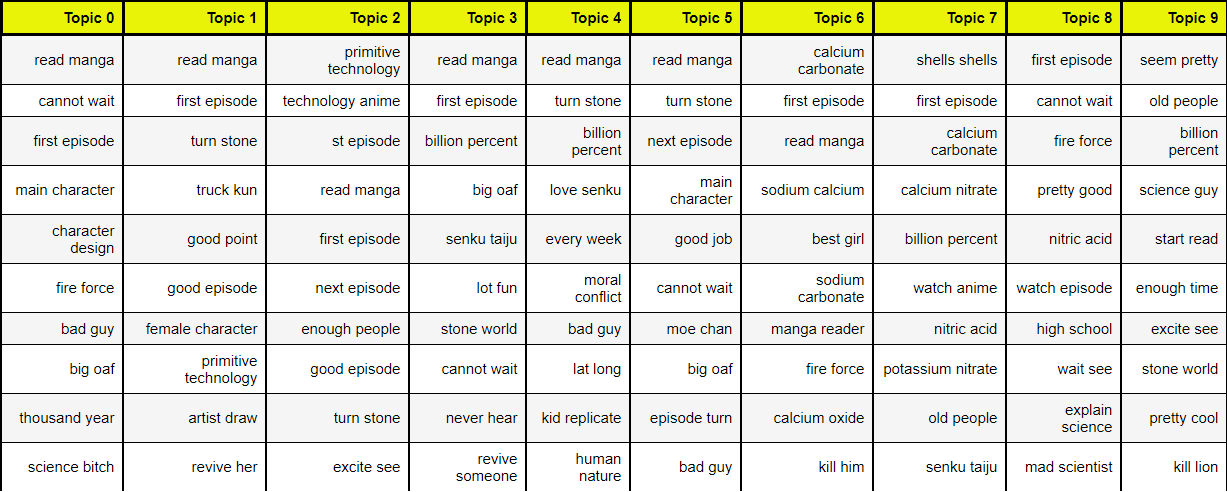 Topic 0 Topic 1 Topic 2 Topic 3 Topic 4 Topic 5 Topic 6 Topic 7 Topic 8 Topic 9
read manga read manga primitive technology read manga read manga read manga calcium carbonate shells shells first episode seem pretty
cannot wait first episode technology anime first episode turn stone turn stone first episode first episode cannot wait old people
first episode turn stone st episode billion percent billion percent next episode read manga calcium carbonate fire force billion percent
main character truck kun read manga big oaf love senku main character sodium calcium calcium nitrate pretty good science guy
character design good point first episode senku taiju every week good job best girl billion percent nitric acid start read
fire force good episode next episode lot fun moral conflict cannot wait sodium carbonate watch anime watch episode enough time
bad guy female character enough people stone world bad guy moe chan manga reader nitric acid high school excite see
big oaf primitive technology good episode cannot wait lat long big oaf fire force potassium nitrate wait see stone world
thousand year artist draw turn stone never hear kid replicate episode turn calcium oxide old people explain science pretty cool
science bitch revive her excite see revive someone human nature bad guy kill him senku taiju mad scientist kill lion